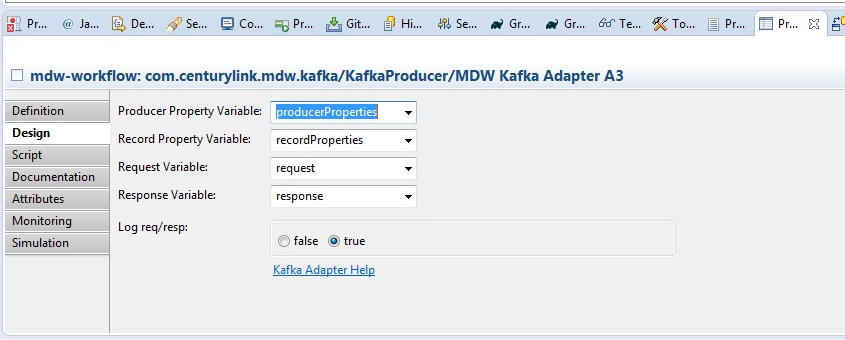 Pr... Ja... De... Se... Co... Pr... Git... Hi... Se... Gr... Gr... Te... To... Pr... Pr...
mdw-workflow: com.centurylink.mdw.kafka/KafkaProducer/MDW Kafka Adapter A3
Definition
Design
Script
Documentation
Attributes
Monitoring
Simulation
Producer Property Variable: producerProperties
Record Property Variable: recordProperties
Request Variable: request
Response Variable: response
Log req/resp:
false true
Kafka Adapter Help